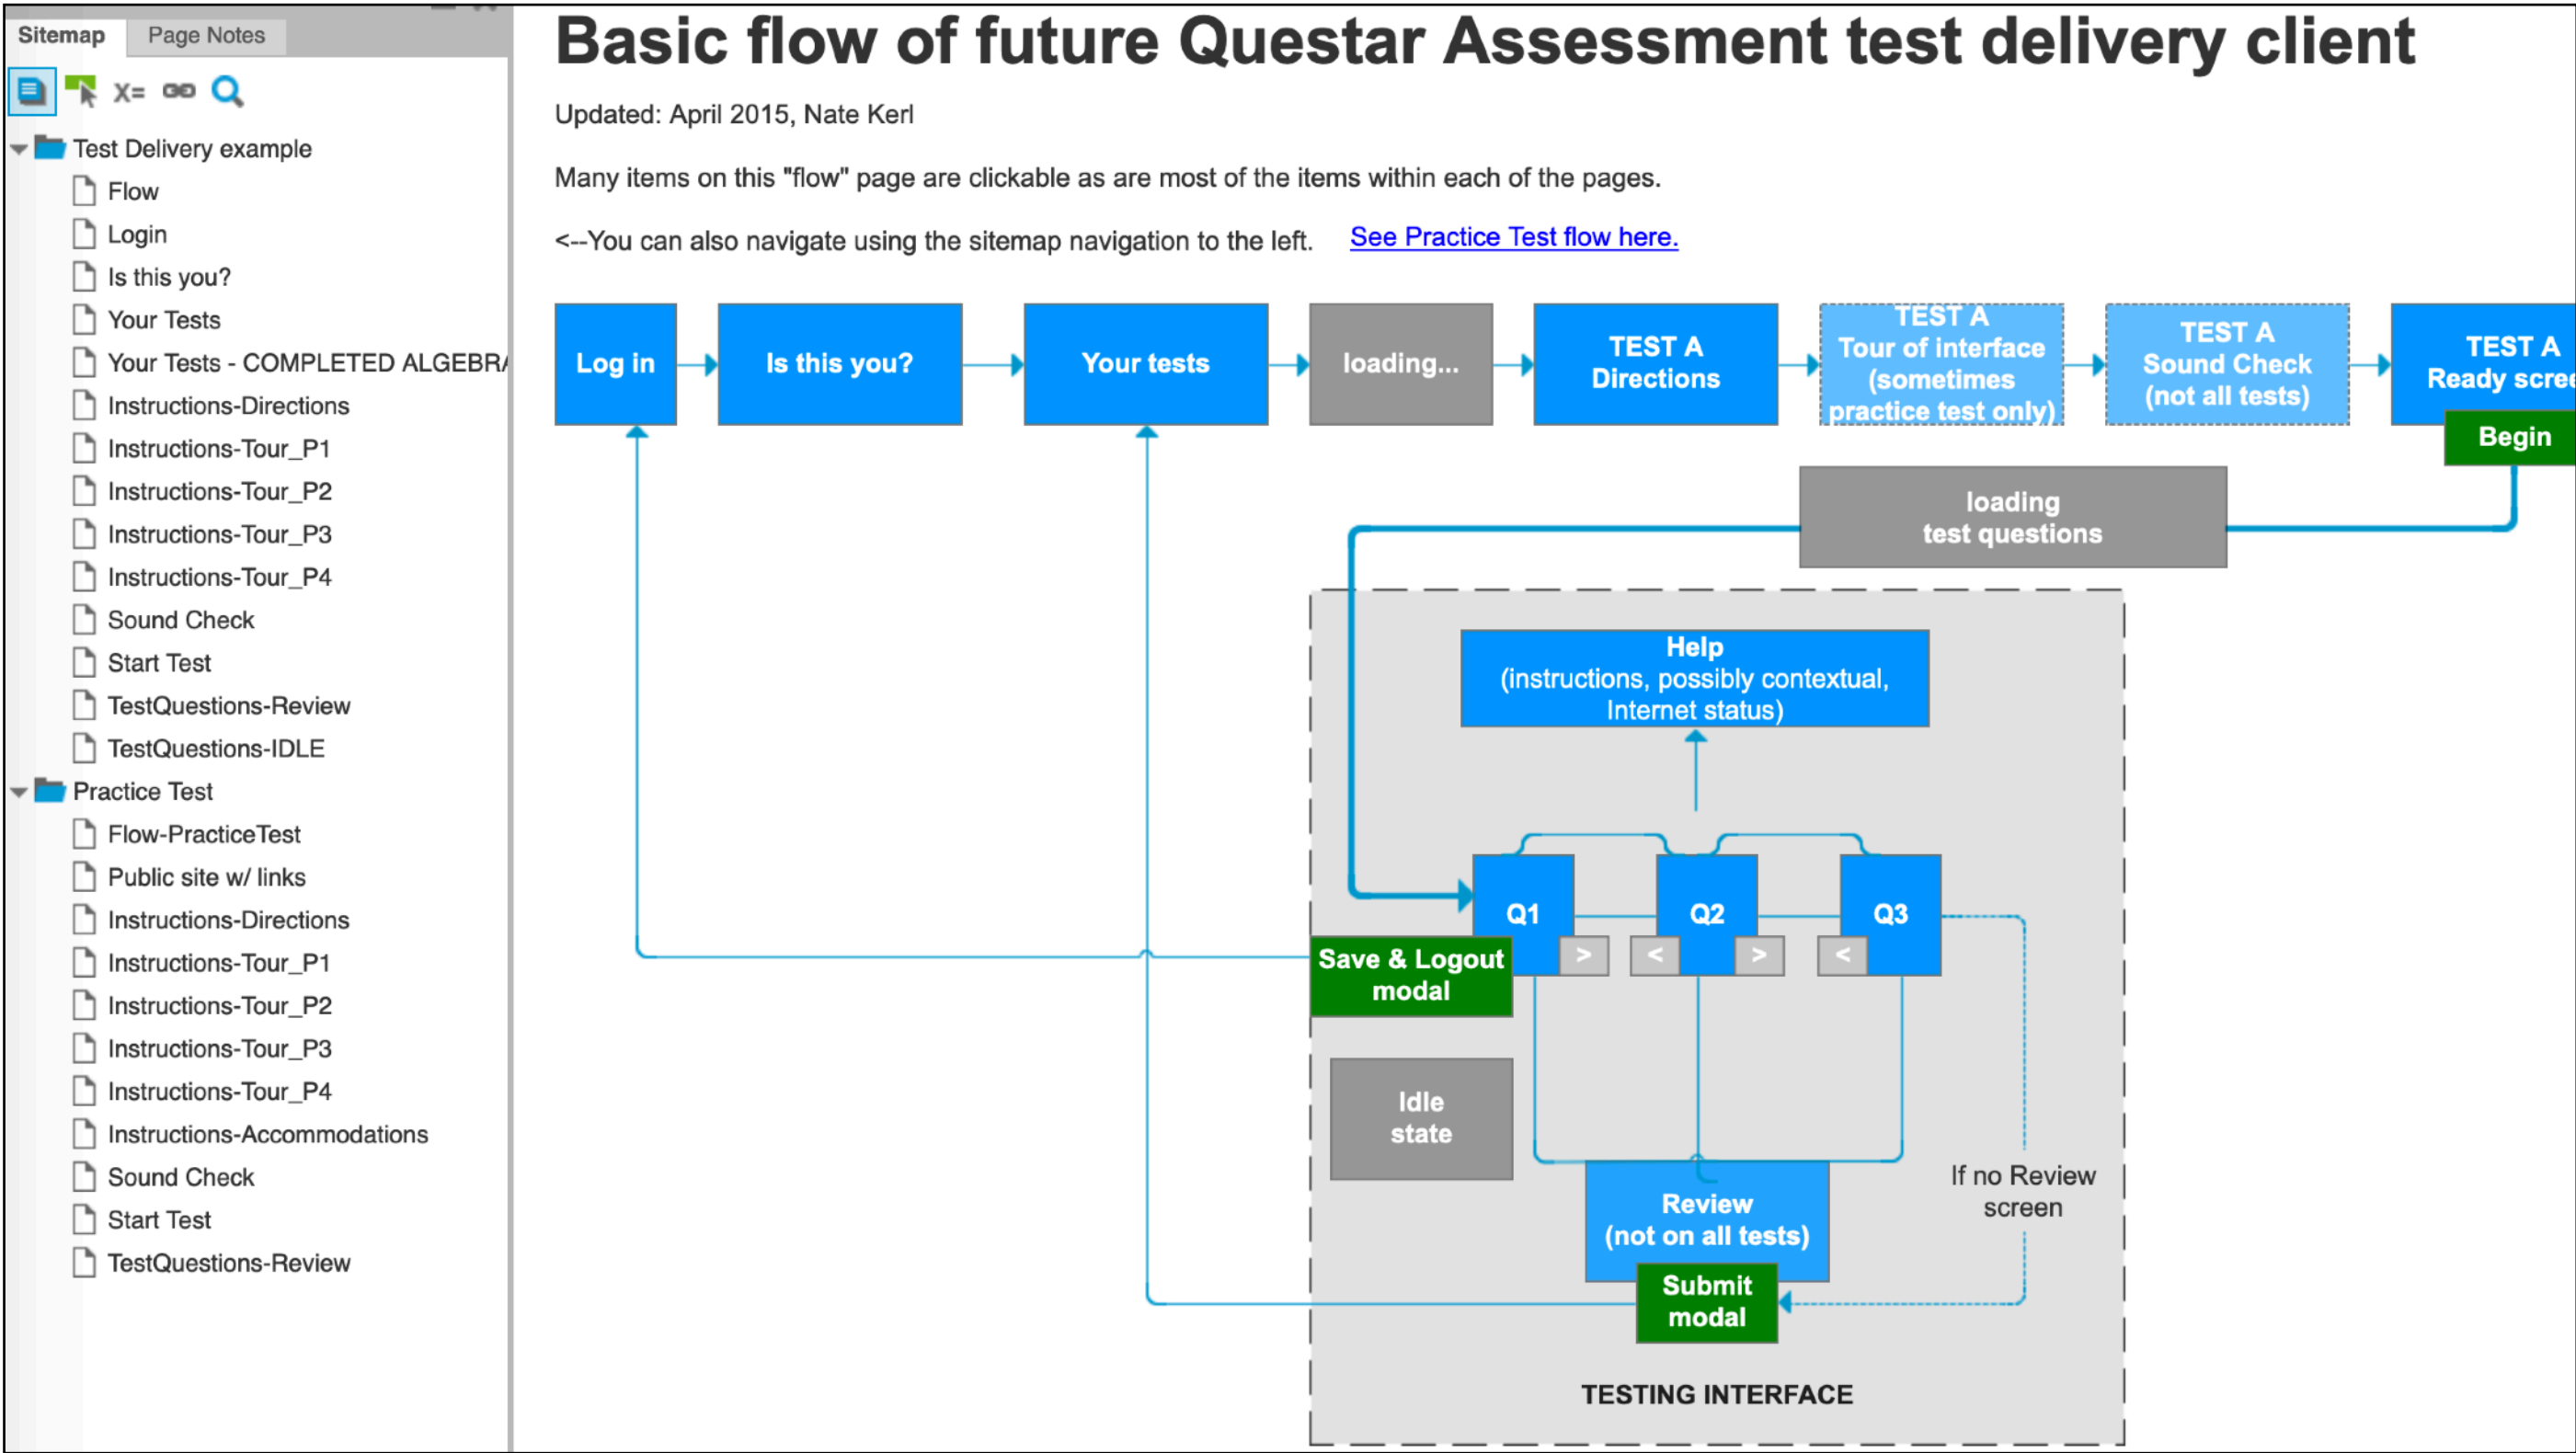 Sitemap
Page Notes
X=
Test Delivery example
Flow
Login
Is this you?
Your Tests
Your Tests - COMPLETED ALGEBRA
Instructions-Directions
Instructions-Tour_P1
Instructions-Tour_P2
Instructions-Tour_P3
Instructions-Tour_P4
Sound Check
Start Test
TestQuestions-Review
TestQuestions-IDLE
Practice Test
Flow-PracticeTest
Public site w/ links
Instructions-Directions
Instructions-Tour_P1
Instructions-Tour_P2
Instructions-Tour_P3
Instructions-Tour_P4
Instructions-Accommodations
Sound Check
Start Test
TestQuestions-Review
Basic flow of future Questar Assessment test delivery client
Updated: April 2015, Nate Kerl
Many items on this "flow" page are clickable as are most of the items within each of the pages.
<--You can also navigate using the sitemap navigation to the left.
See Practice Test flow here.
Log in
Is this you?
Your tests
loading...
TEST A
Directions
TEST A
Tour of interface
(sometimes
practice test only)
TEST A
Sound Check
(not all tests)
TEST A
Ready scree
Begin
loading
test questions
Help
(instructions, possibly contextual,
Internet status)
Q1
>
<
Q2
>
<
Q3
Save & Logout
modal
Idle
state
Review
(not on all tests)
If no Review
screen
Submit
modal
TESTING INTERFACE